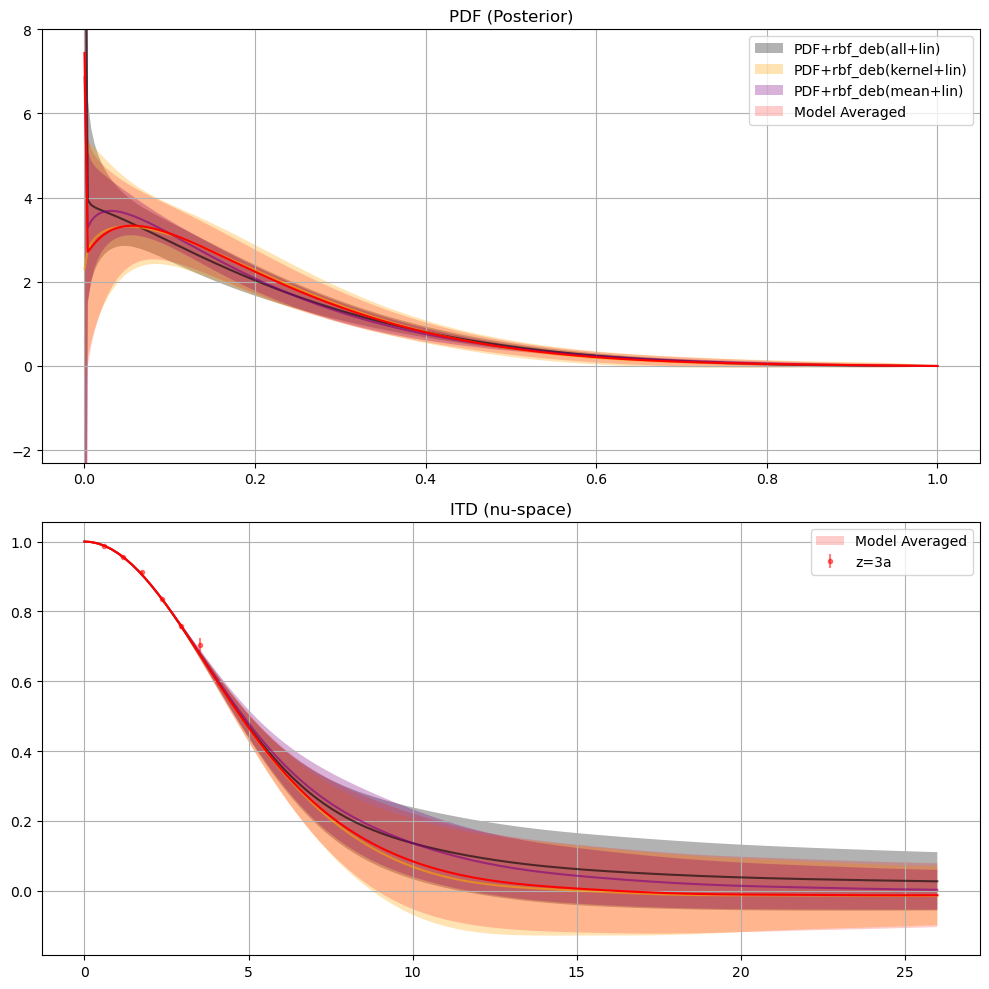 PDF (Posterior)
8
6
4
2
0
−2
PDF+rbf_deb(all+lin)
PDF+rbf_deb(kernel+lin)
PDF+rbf_deb(mean+lin)
Model Averaged
0.0 0.2 0.4 0.6 0.8 1.0
ITD (nu-space)
1.0
0.8
0.6
0.4
0.2
0.0
Model Averaged
z=3a
0 5 10 15 20 25